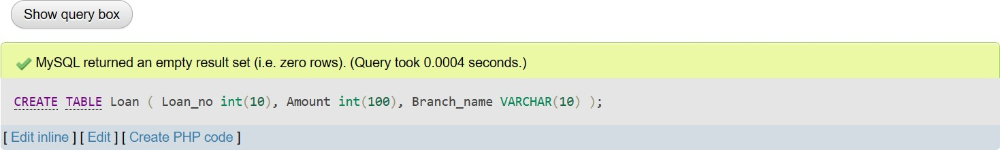 Show query box
MySQL returned an empty result set (i.e. zero rows). (Query took 0.0004 seconds.)
CREATE TABLE Loan ( Loan_no int(10), Amount int(100), Branch_name VARCHAR(10) );
[ Edit inline ] [ Edit ] [ Create PHP code ]